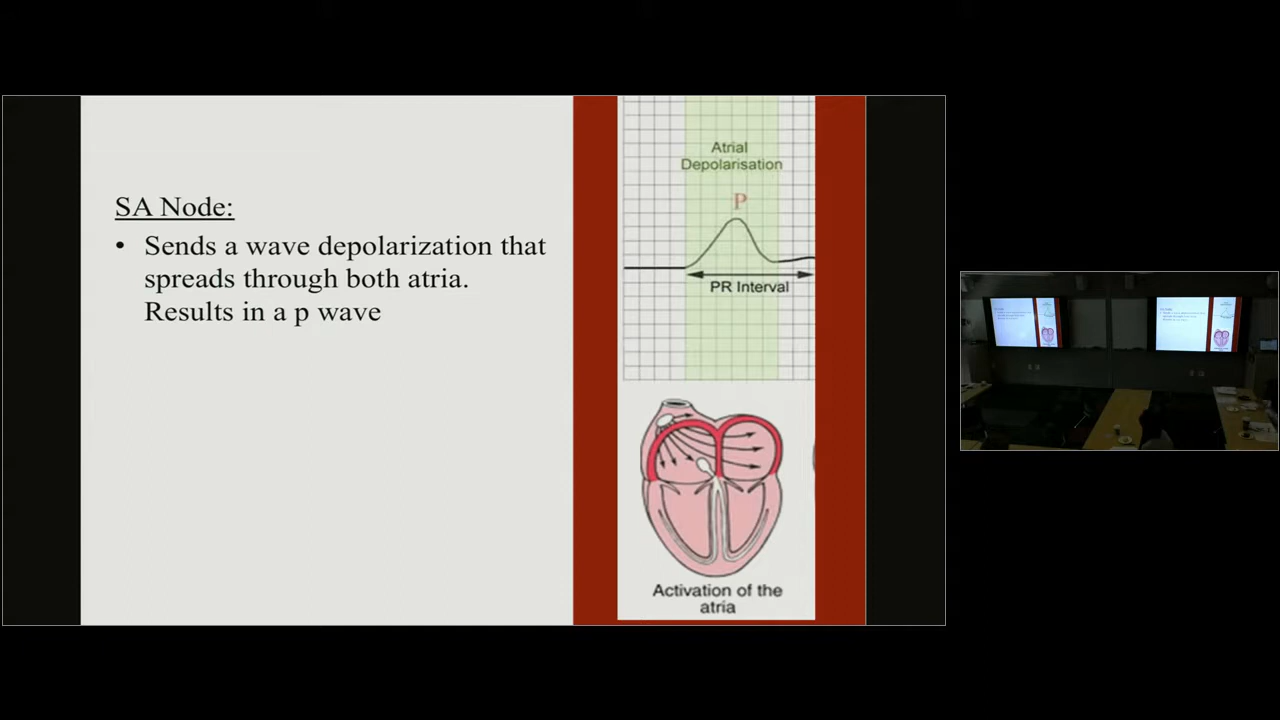 SA Node:
• Sends a wave depolarization that
spreads through both atria.
Results in a p wave
Atrial
Depolarisation
P
PR Interval
Activation of the
atria